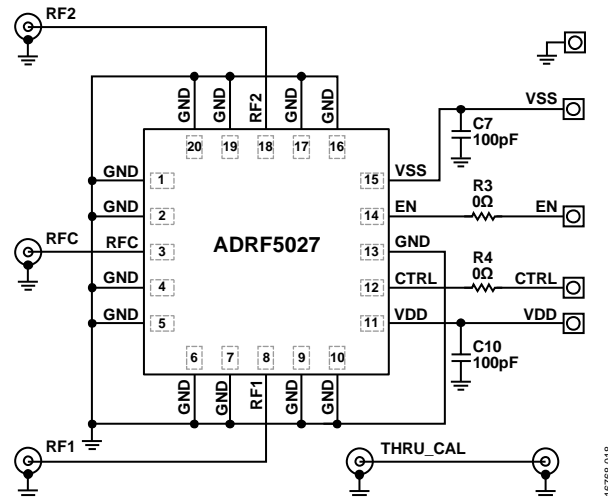 RF2
GND
GND
RF2
GND
GND
20
19
18
17
16
VSS
C7
100pF
GND 1
15 VSS
R3
0Ω
GND 2
14 EN
EN
RFC
RFC 3
ADRF5027
13 GND
R4
0Ω
GND 4
12 CTRL
CTRL
GND 5
11 VDD
VDD
C10
100pF
6
7
8
9
10
GND
GND
RF1
GND
GND
RF1
THRU_CAL
16768-018